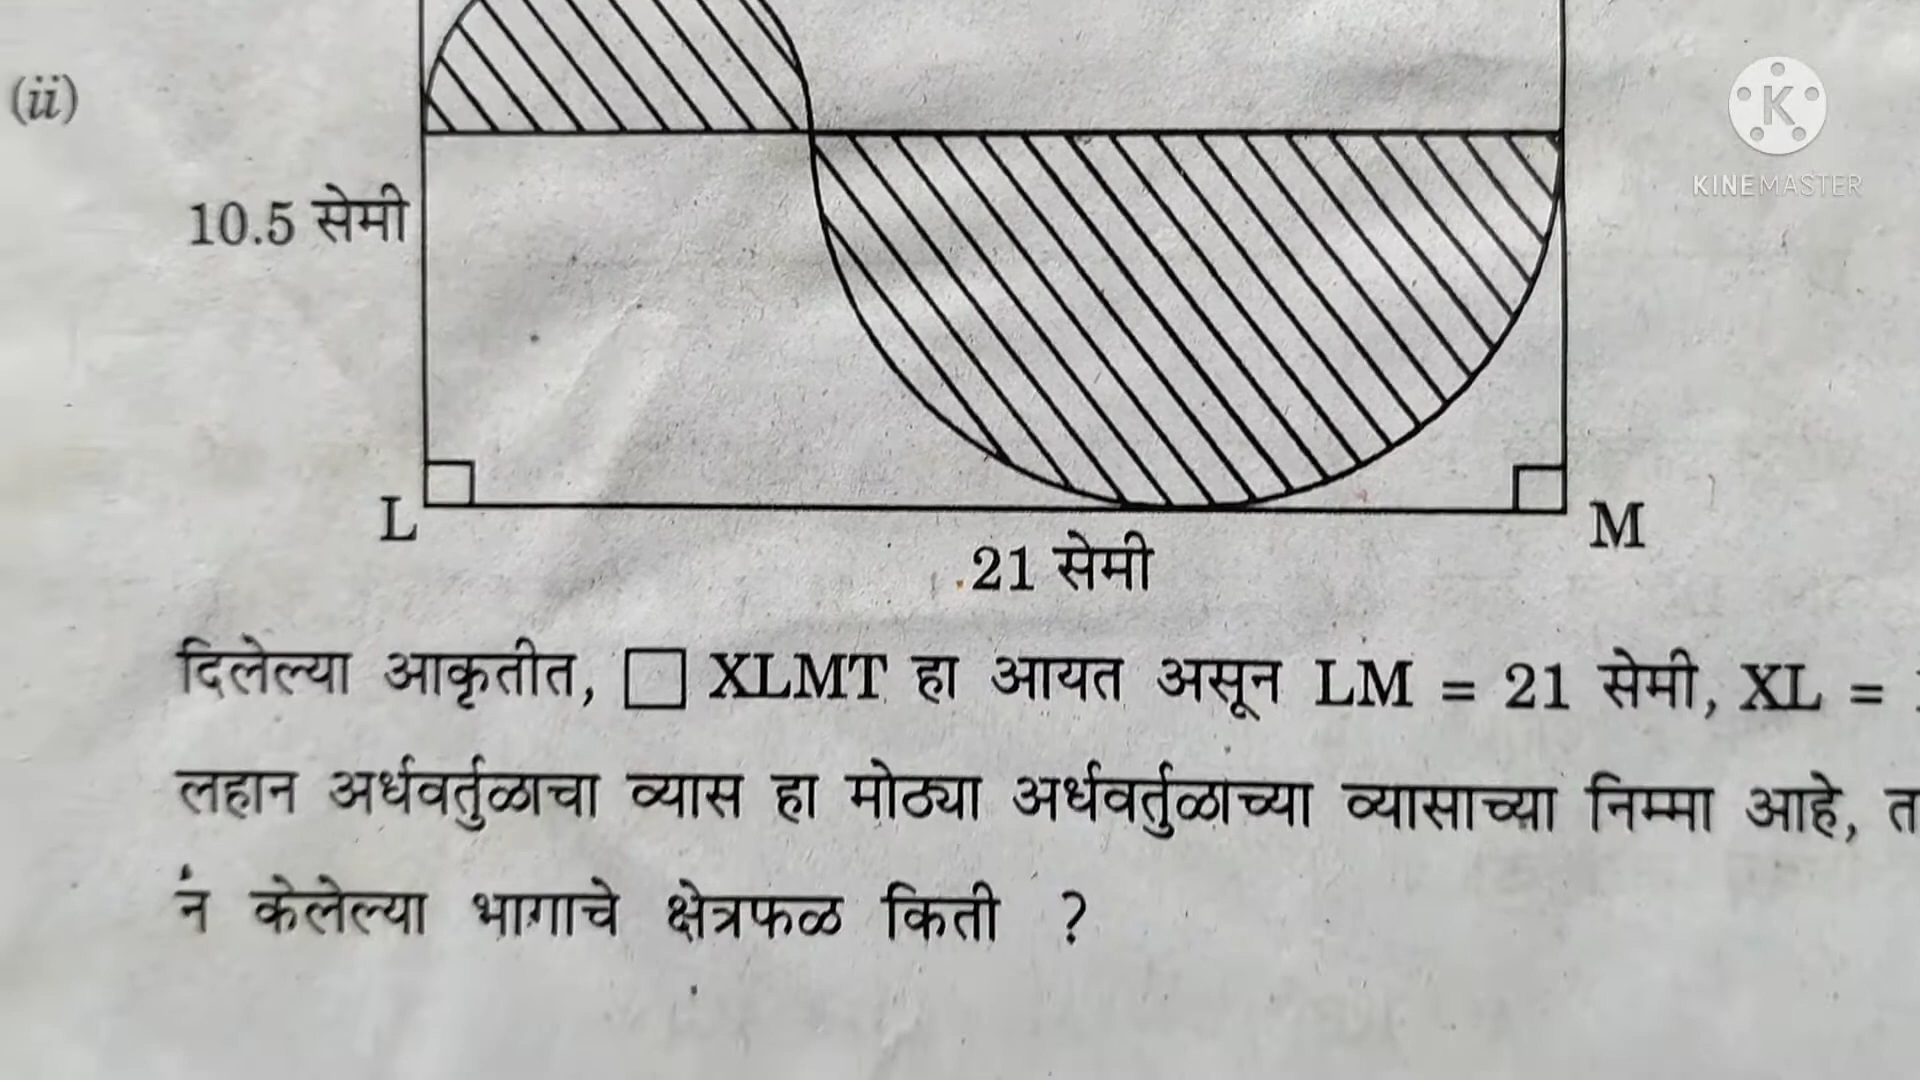 (ii)
K
KINEMASTER
10.5 सेमी
L
M
21 सेमी
दिलेल्या आकृतीत, □ XLMT हा आयत असून LM = 21 सेमी, XL =
लहान अर्धवर्तुळाचा व्यास हा मोठ्या अर्धवर्तुळाच्या व्यासाच्या निम्मा आहे,
केलेल्या भागाचे क्षेत्रफळ किती ?